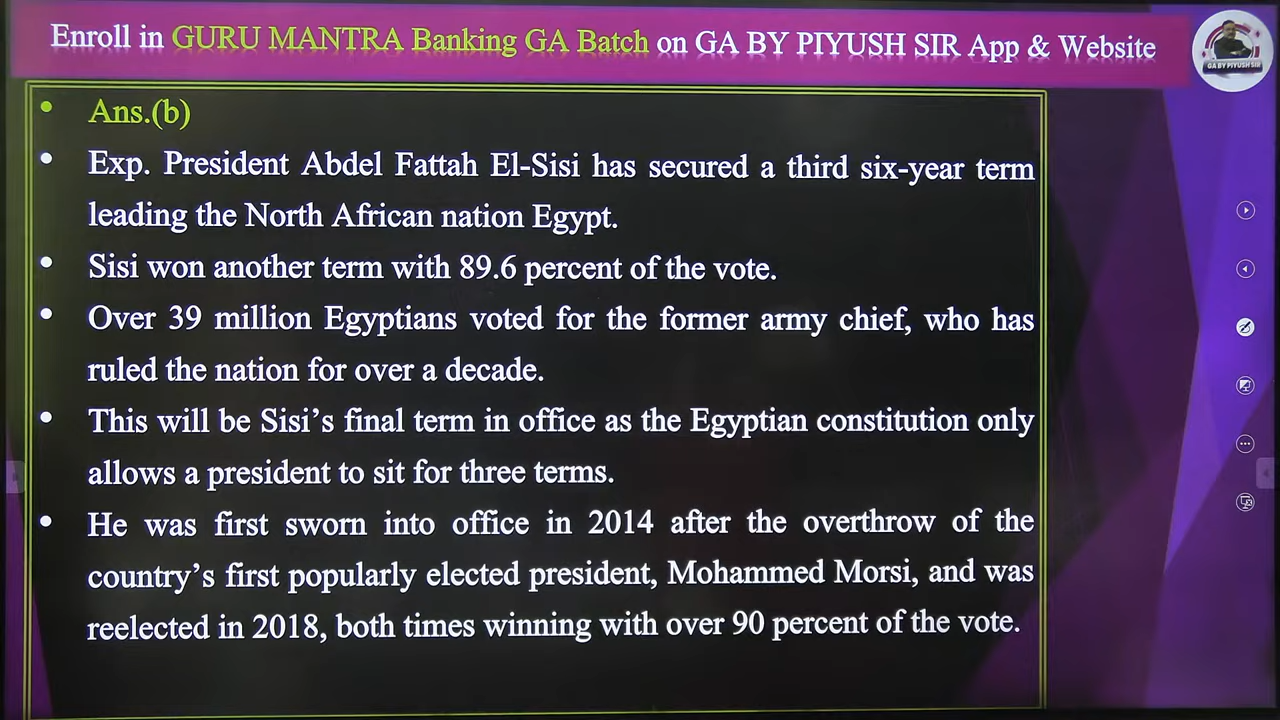 Enroll in GURU MANTRA Banking GA Batch on GA BY PIYUSH SIR App & Website
GA BY PIYUSH SIR
• Ans.(b)
• Exp. President Abdel Fattah El-Sisi has secured a third six-year term
leading the North African nation Egypt.
• Sisi won another term with 89.6 percent of the vote.
• Over 39 million Egyptians voted for the former army chief, who has
ruled the nation for over a decade.
• This will be Sisi’s final term in office as the Egyptian constitution only
allows a president to sit for three terms.
• He was first sworn into office in 2014 after the overthrow of the
country’s first popularly elected president, Mohammed Morsi, and was
reelected in 2018, both times winning with over 90 percent of the vote.